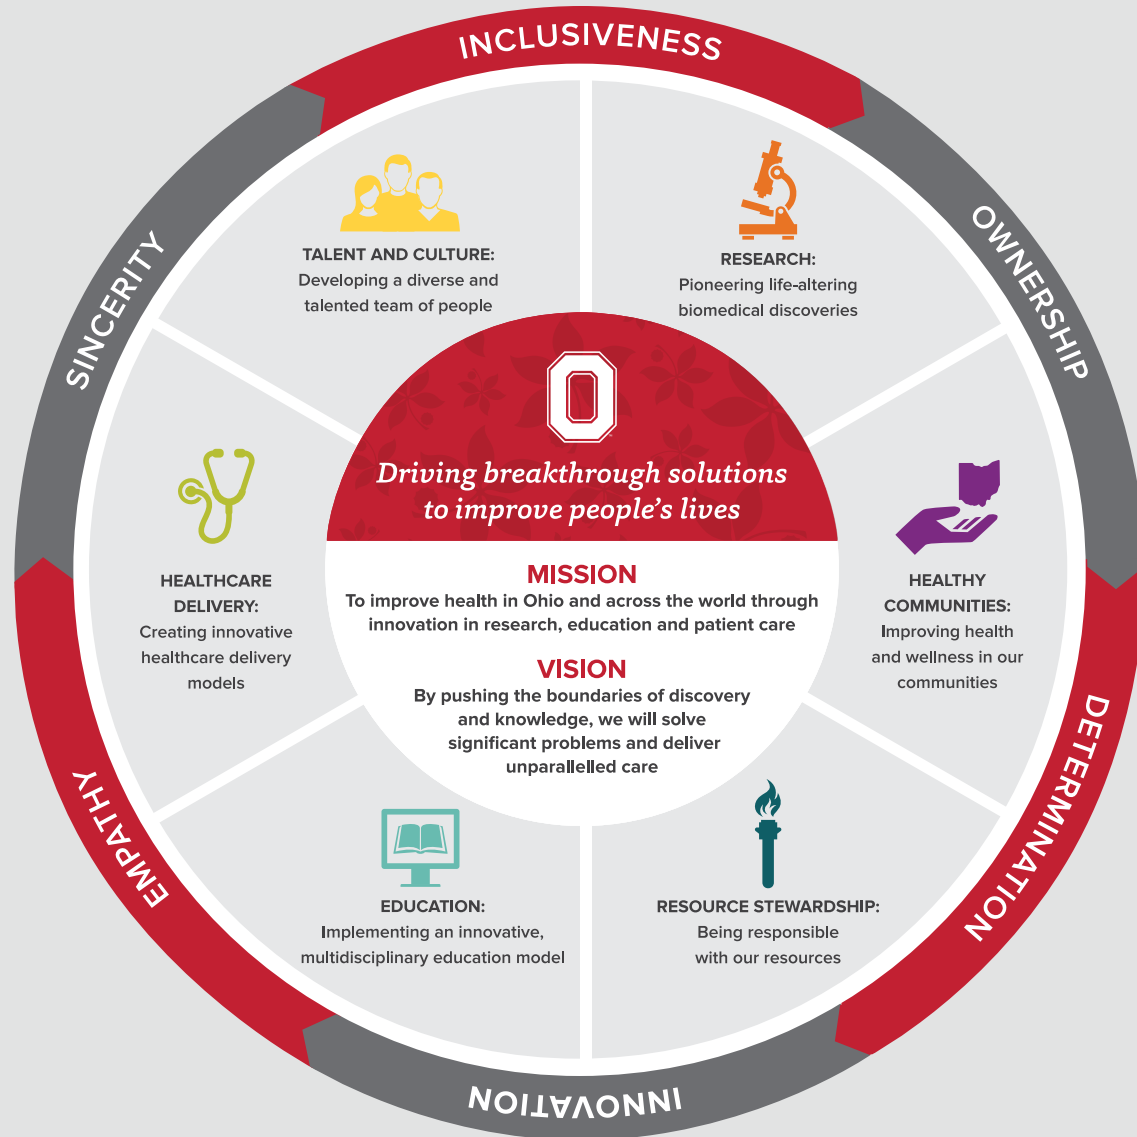 INCLUSIVENESS
OWNERSHIP
DETERMINATION
INNOVATION
EMPATHY
SINCERITY
TALENT AND CULTURE:
Developing a diverse and
talented team of people
RESEARCH:
Pioneering life-altering
biomedical discoveries
HEALTHY
COMMUNITIES:
Improving health
and wellness in our
communities
RESOURCE STEWARDSHIP:
Being responsible
with our resources
EDUCATION:
Implementing an innovative,
multidisciplinary education model
HEALTHCARE
DELIVERY:
Creating innovative
healthcare delivery
models
O
Driving breakthrough solutions
to improve people's lives
MISSION
To improve health in Ohio and across the world through
innovation in research, education and patient care
VISION
By pushing the boundaries of discovery
and knowledge, we will solve
significant problems and deliver
unparallelled care